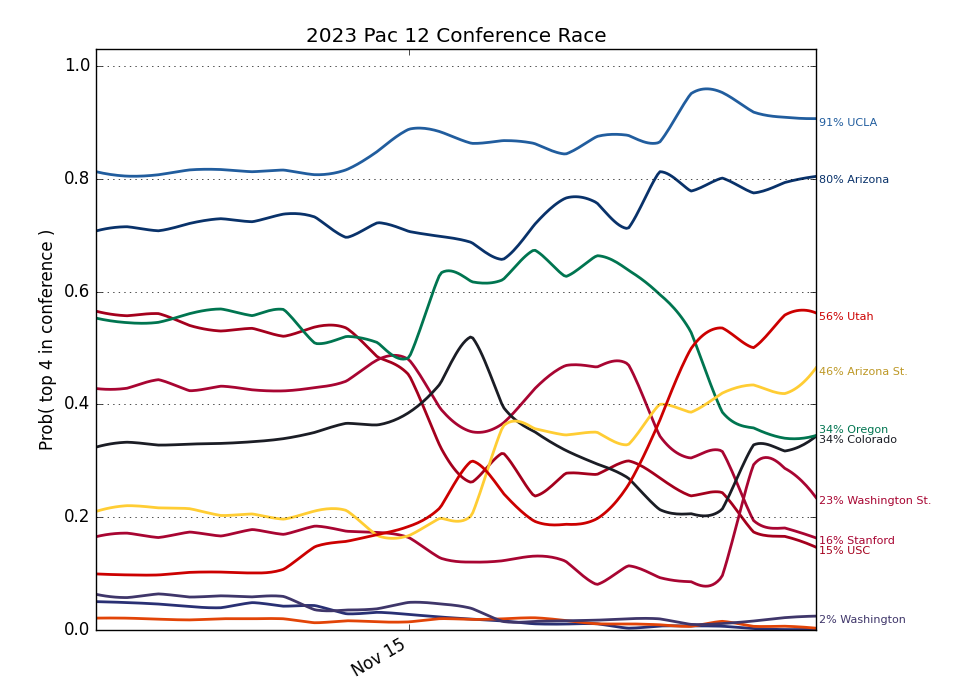 2023 Pac 12 Conference Race
1.0
0.8
0.6
0.4
0.2
0.0
Prob( top 4 in conference )
Nov 15
91% UCLA
80% Arizona
56% Utah
46% Arizona St.
34% Oregon
34% Colorado
23% Washington St.
16% Stanford
15% USC
2% Washington